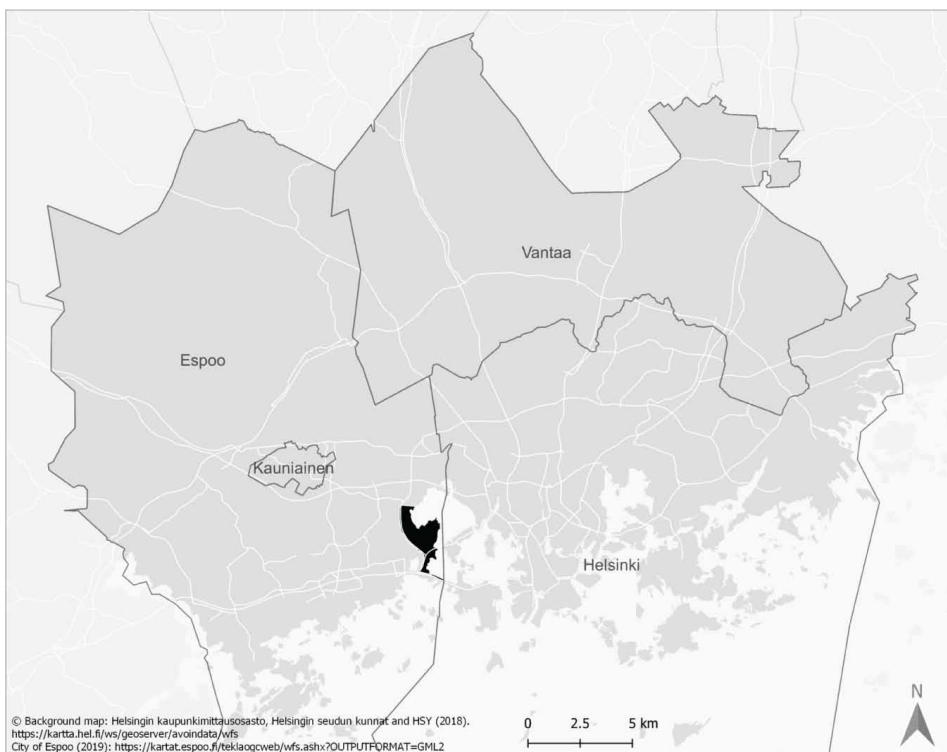 Vantaa
Espoo
Kauniainen
Helsinki
N
© Background map: Helsingin kaupunkimittausosasto, Helsingin seudun kunnat and HSY (2018).
https://kartta.hel.fi/ws/geoserver/avoindata/wfs
City of Espoo (2019): https://kartat.espoo.fi/teklaogcweb/wfs.ashx?OUTPUTFORMAT=GML2
0 2.5 5 km